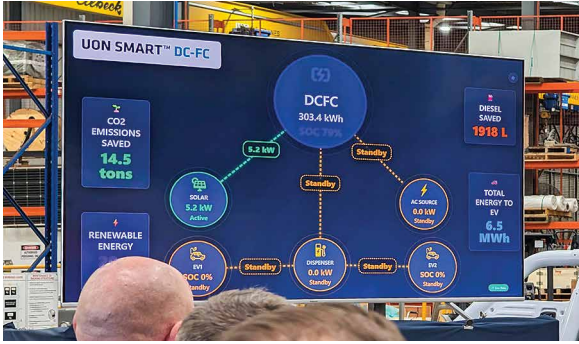 UON SMART™ DC-FC
DCFC
303.4 kWh
SOC 79%
CO2
EMISSIONS
SAVED
14.5
tons
DIESEL
SAVED
1918 L
5.2 kW
Standby
Standby
SOLAR
5.2 kW
Active
AC SOURCE
0.0 kW
Standby
TOTAL
ENERGY TO
EV
6.5
MWh
RENEWABLE
ENERGY
EV1
SOC 0%
Standby
Standby
DISPENSER
0.0 kW
Standby
Standby
EV2
SOC 0%
Standby